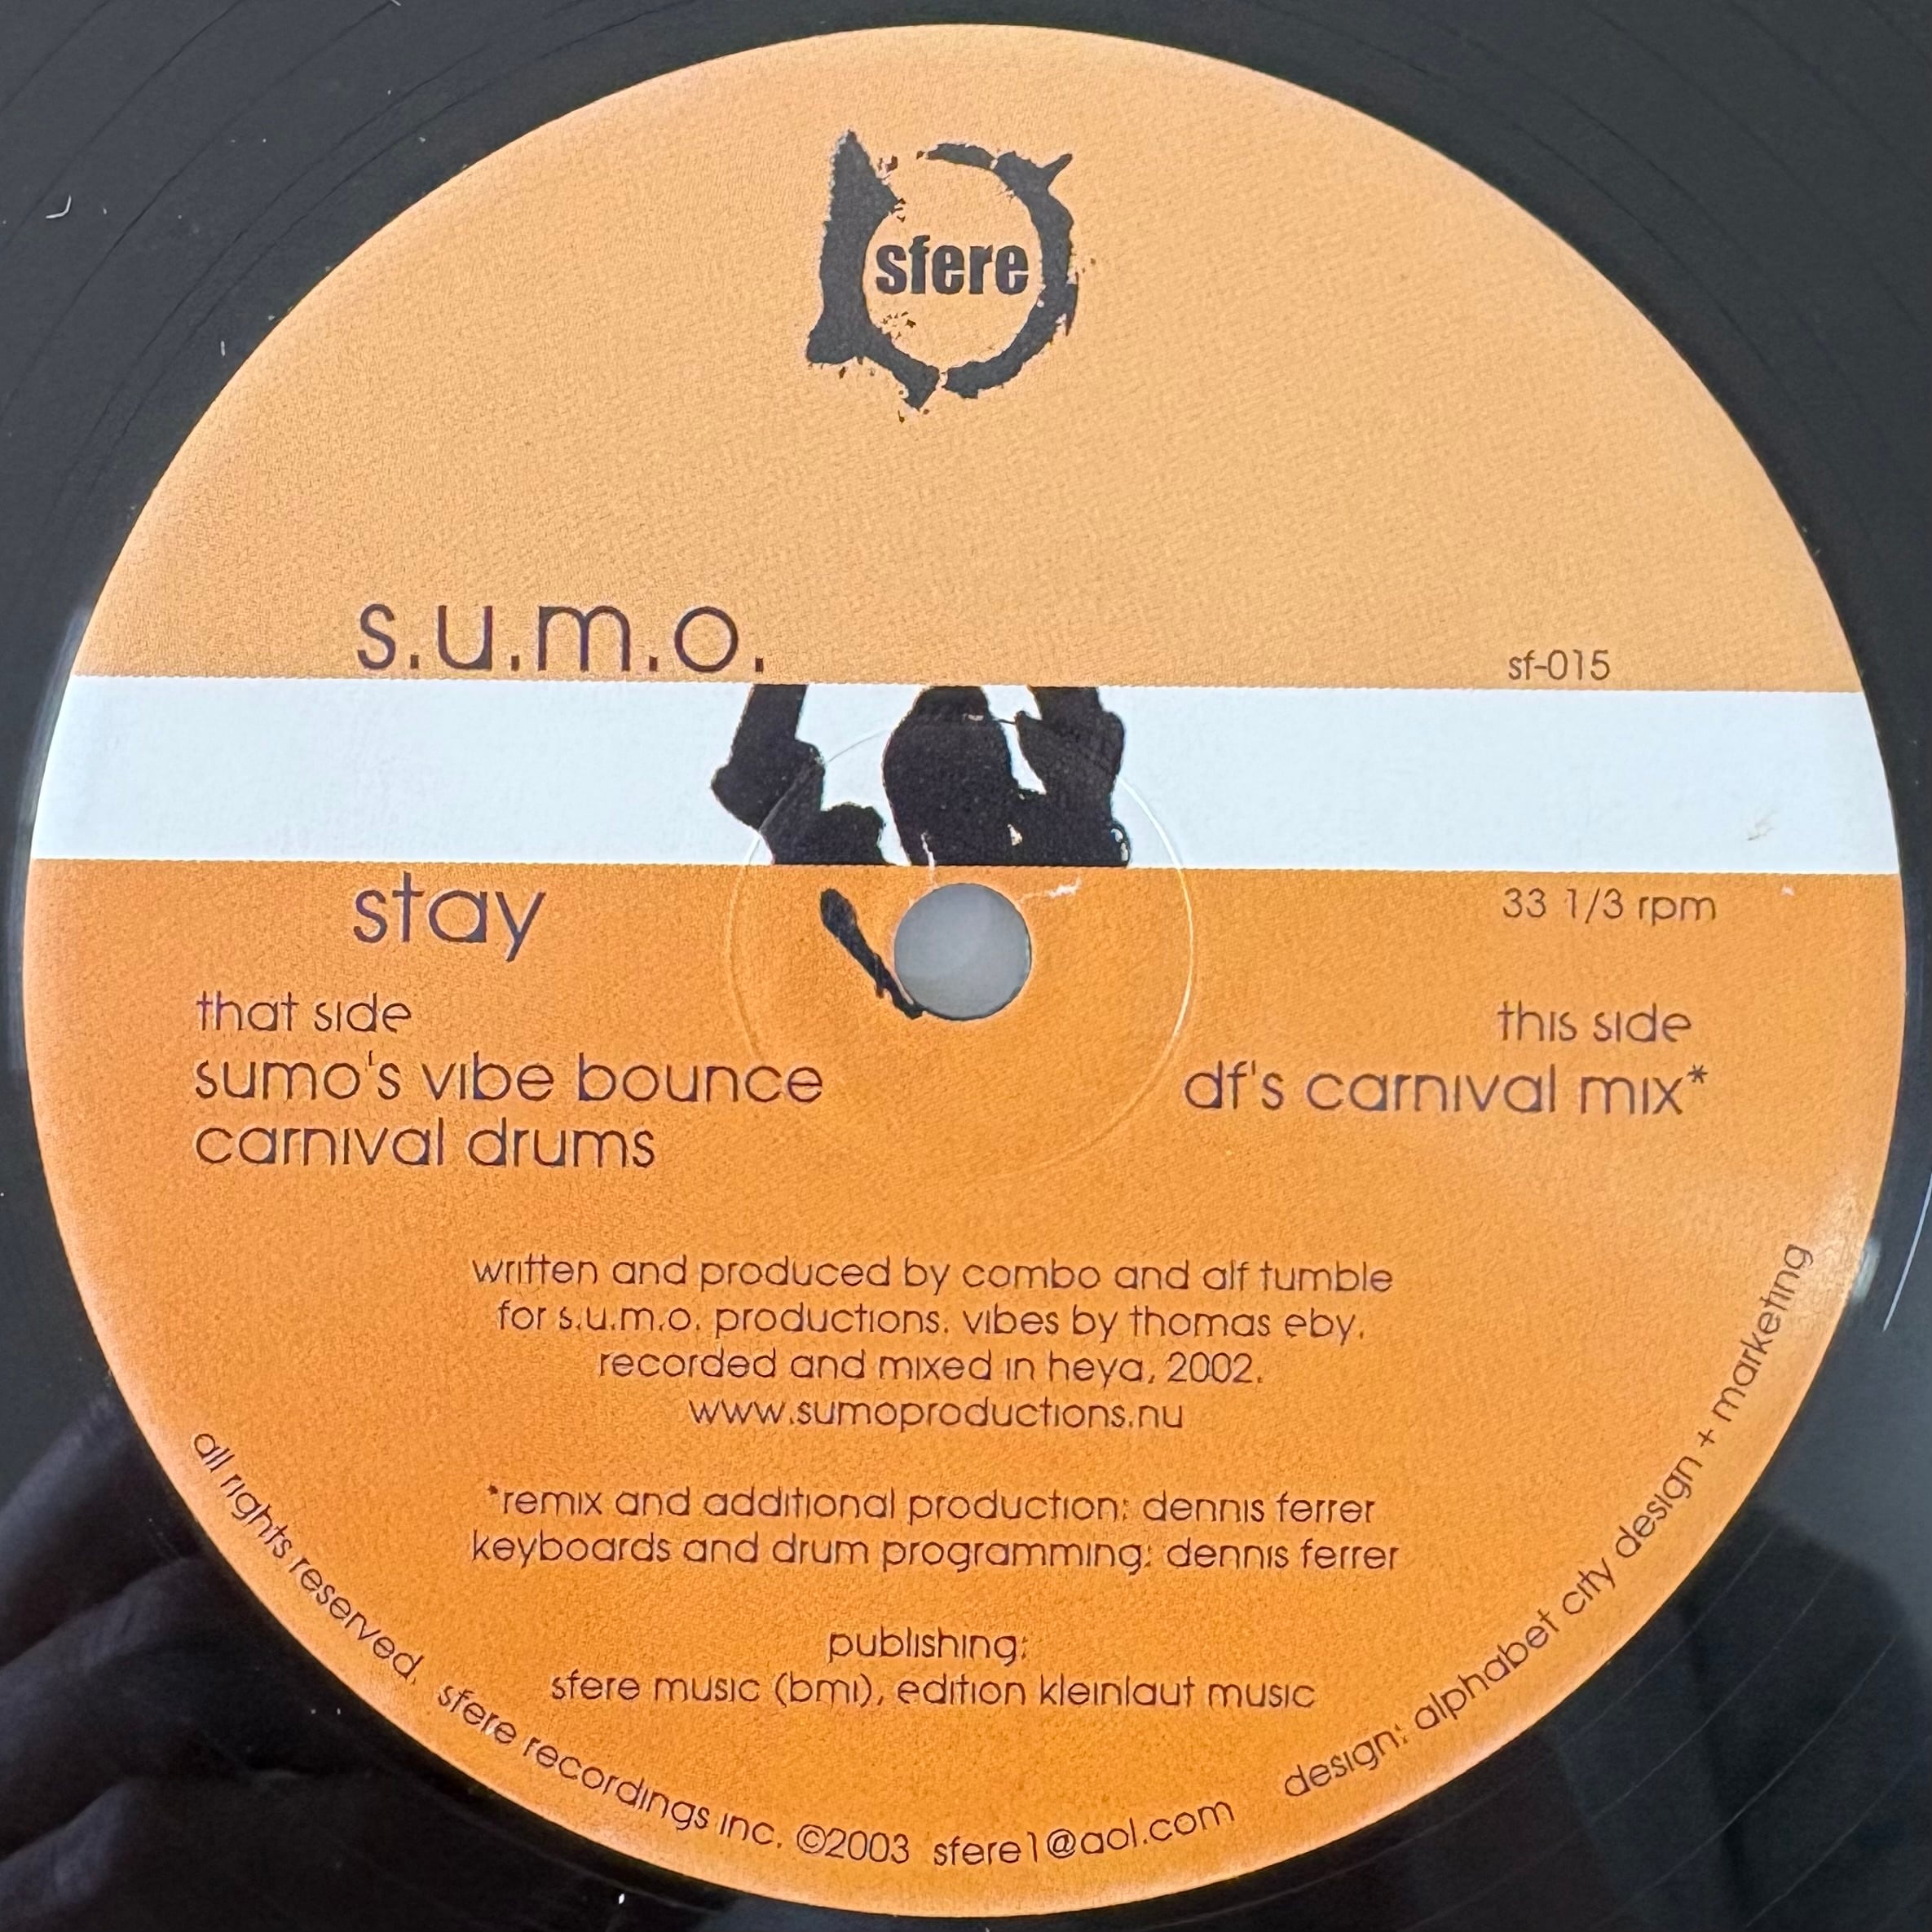 sfere
s.u.m.o.
sf-015
stay
33 1/3 rpm
that side
sumo's vibe bounce
carnival drums
this side
df's carnival mix*
written and produced by combo and alf tumble
for s.u.m.o. productions. vibes by thomas eby.
recorded and mixed in heya, 2002.
www.sumoproductions.nu
*remix and additional production: dennis ferrer
keyboards and drum programming: dennis ferrer
publishing:
sfere music (bmi), edition kleinlaut music
all rights reserved. sfere recordings inc. ©2003 sfere1@aol.com design: alphabet city design + marketing